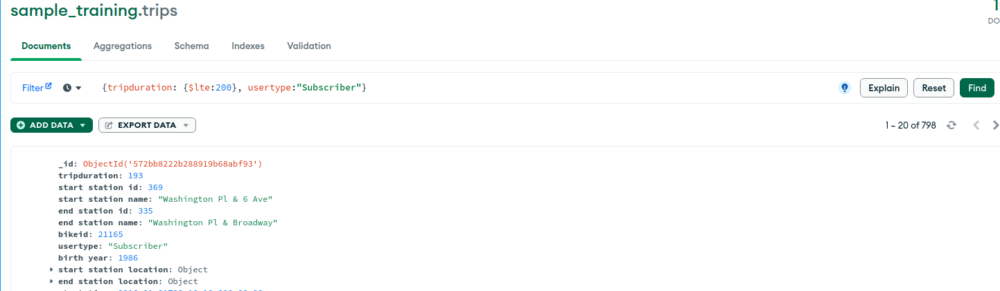 sample_training.trips
DO
Documents Aggregations Schema Indexes Validation
Filter {tripduration: {$lte:200}, usertype:"Subscriber"} Explain Reset Find
ADD DATA EXPORT DATA 1 – 20 of 798
_id: ObjectId('572bb8222b288919b68abf93')
tripduration: 193
start station id: 369
start station name: "Washington Pl & 6 Ave"
end station id: 335
end station name: "Washington Pl & Broadway"
bikeid: 21165
usertype: "Subscriber"
birth year: 1986
start station location: Object
end station location: Object